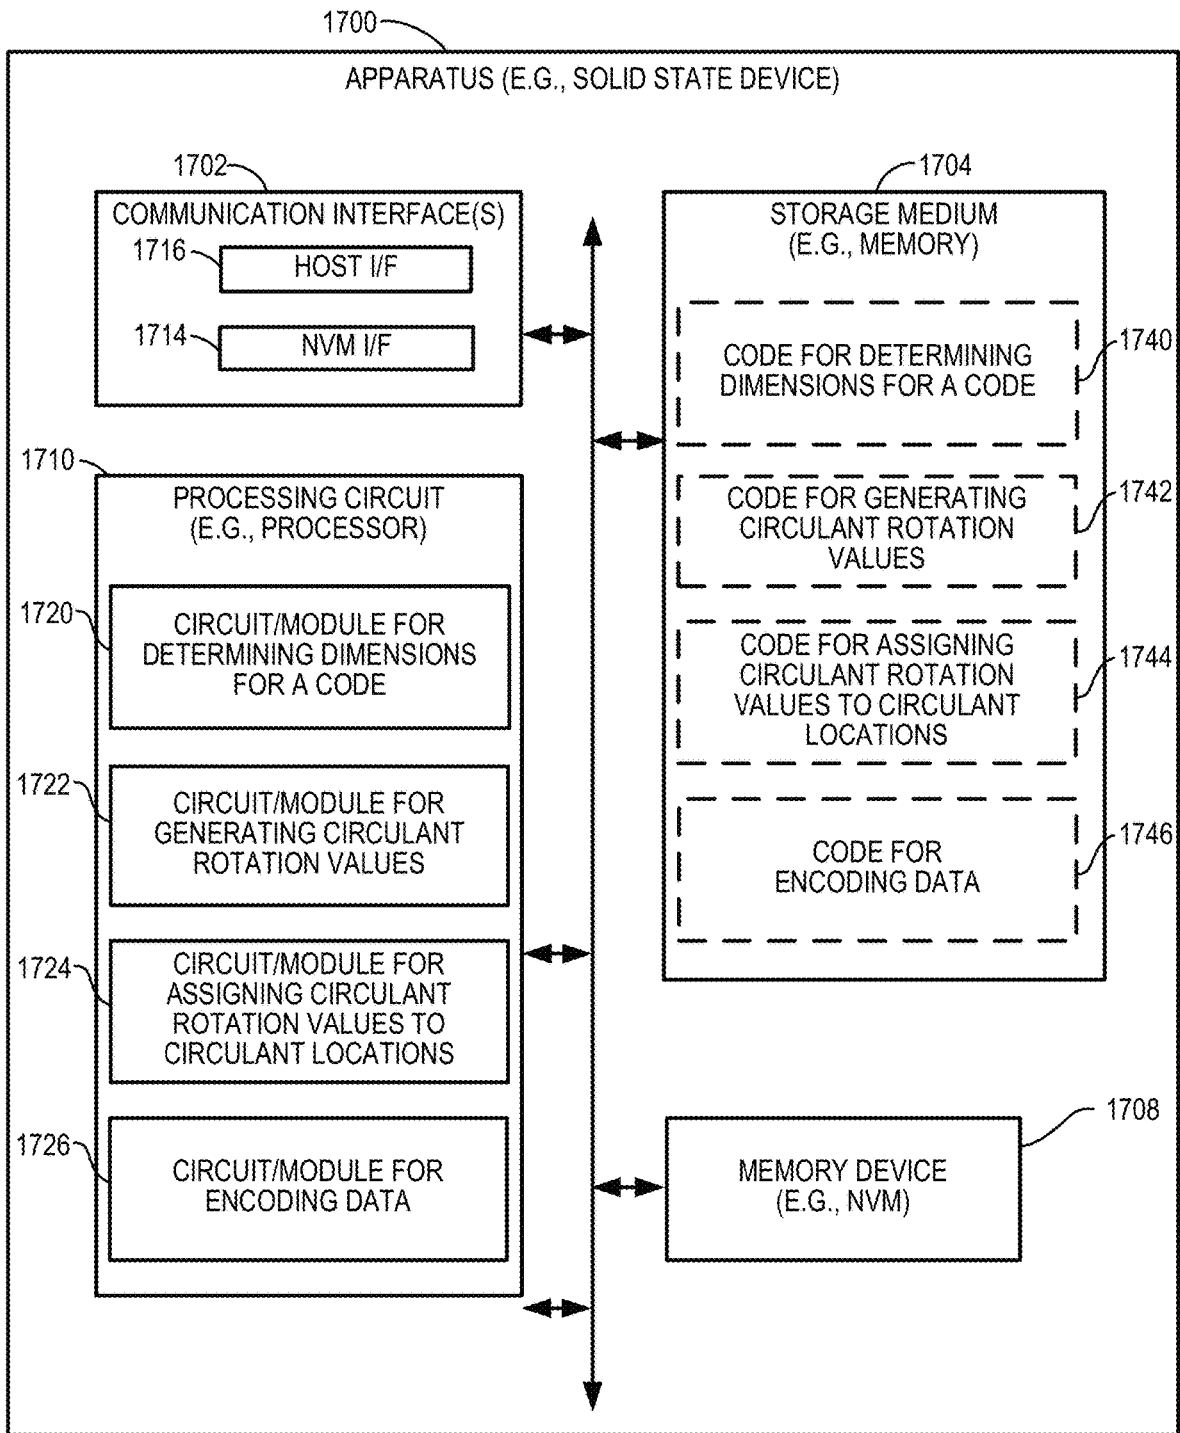 1700
APPARATUS (E.G., SOLID STATE DEVICE)
1702
COMMUNICATION INTERFACE(S)
1716
HOST I/F
1714
NVM I/F
1704
STORAGE MEDIUM
(E.G., MEMORY)
CODE FOR DETERMINING
DIMENSIONS FOR A CODE
1740
CODE FOR GENERATING
CIRCULANT ROTATION
VALUES
1742
CODE FOR ASSIGNING
CIRCULANT ROTATION
VALUES TO CIRCULANT
LOCATIONS
1744
CODE FOR
ENCODING DATA
1746
1710
PROCESSING CIRCUIT
(E.G., PROCESSOR)
1720
CIRCUIT/MODULE FOR
DETERMINING DIMENSIONS
FOR A CODE
1722
CIRCUIT/MODULE FOR
GENERATING CIRCULANT
ROTATION VALUES
1724
CIRCUIT/MODULE FOR
ASSIGNING CIRCULANT
ROTATION VALUES TO
CIRCULANT LOCATIONS
1726
CIRCUIT/MODULE FOR
ENCODING DATA
1708
MEMORY DEVICE
(E.G., NVM)